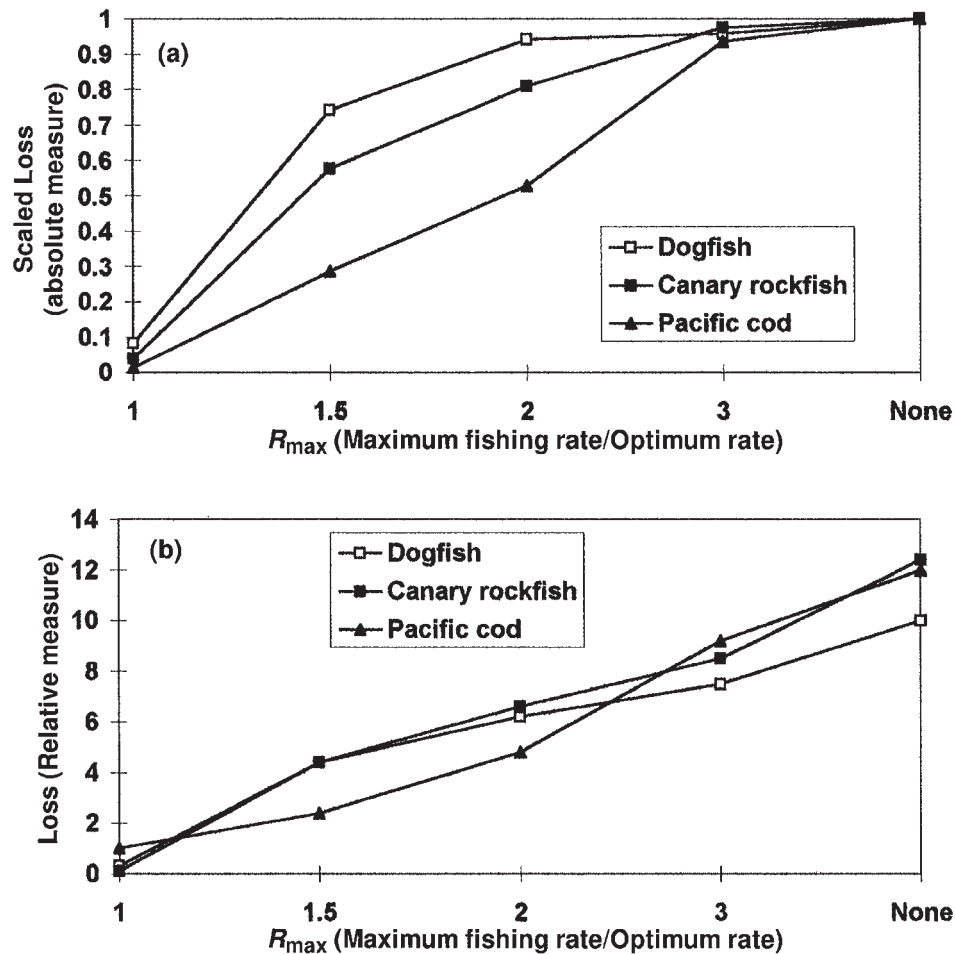 1
(a)
0.9
0.8
0.7
0.6
0.5
0.4
0.3
0.2
0.1
0
Scaled Loss
(absolute measure)
Dogfish
Canary rockfish
Pacific cod
1 1.5 2 3 None
Rmax (Maximum fishing rate/Optimum rate)
14
(b)
12
10
8
6
4
2
0
Loss (Relative measure)
Dogfish
Canary rockfish
Pacific cod
1 1.5 2 3 None
Rmax (Maximum fishing rate/Optimum rate)